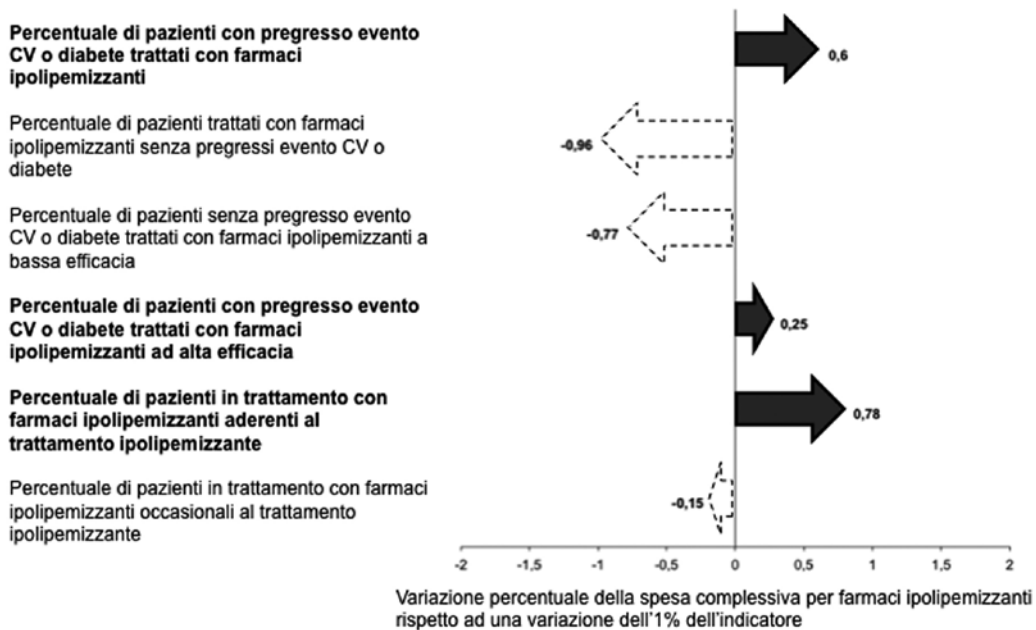 Percentuale di pazienti con pregresso evento
CV o diabete trattati con farmaci
ipolipemizzanti
0,6
Percentuale di pazienti trattati con farmaci
ipolipemizzanti senza pregressi evento CV o
diabete
-0,96
Percentuale di pazienti senza pregresso evento
CV o diabete trattati con farmaci ipolipemizzanti a
bassa efficacia
-0,77
Percentuale di pazienti con pregresso evento
CV o diabete trattati con farmaci
ipolipemizzanti ad alta efficacia
0,25
Percentuale di pazienti in trattamento con
farmaci ipolipemizzanti aderenti al
trattamento ipolipemizzante
0,78
Percentuale di pazienti in trattamento con farmaci
ipolipemizzanti occasionali al trattamento
ipolipemizzante
-0,15
-2 -1,5 -1 -0,5 0 0,5 1 1,5 2
Variazione percentuale della spesa complessiva per farmaci ipolipemizzanti
rispetto ad una variazione dell'1% dell'indicatore